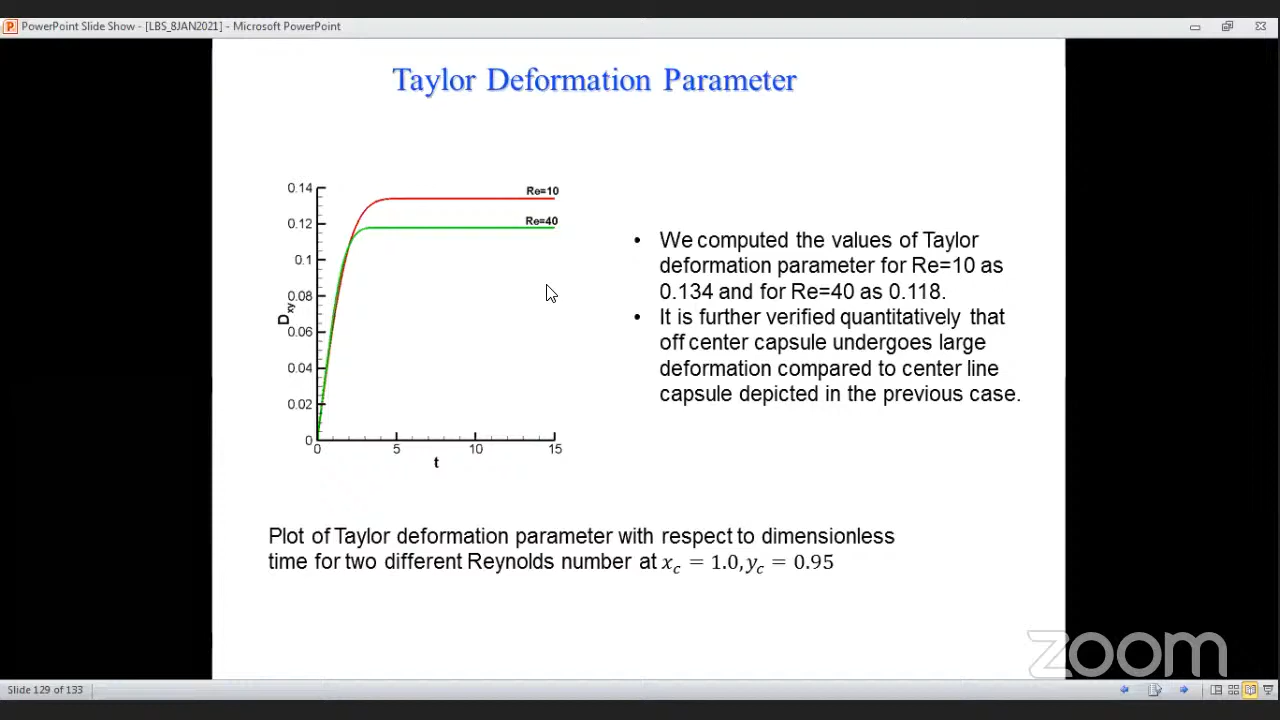 PowerPoint Slide Show - [LBS_8JAN2021] - Microsoft PowerPoint
Taylor Deformation Parameter
0.14
0.12
0.1
0.08
0.06
0.04
0.02
0
D_xy
Re=10
Re=40
0 5 10 15
t
• We computed the values of Taylor
deformation parameter for Re=10 as
0.134 and for Re=40 as 0.118.
• It is further verified quantitatively that
off center capsule undergoes large
deformation compared to center line
capsule depicted in the previous case.
Plot of Taylor deformation parameter with respect to dimensionless
time for two different Reynolds number at x_c = 1.0, y_c = 0.95
zoom
Slide 129 of 133